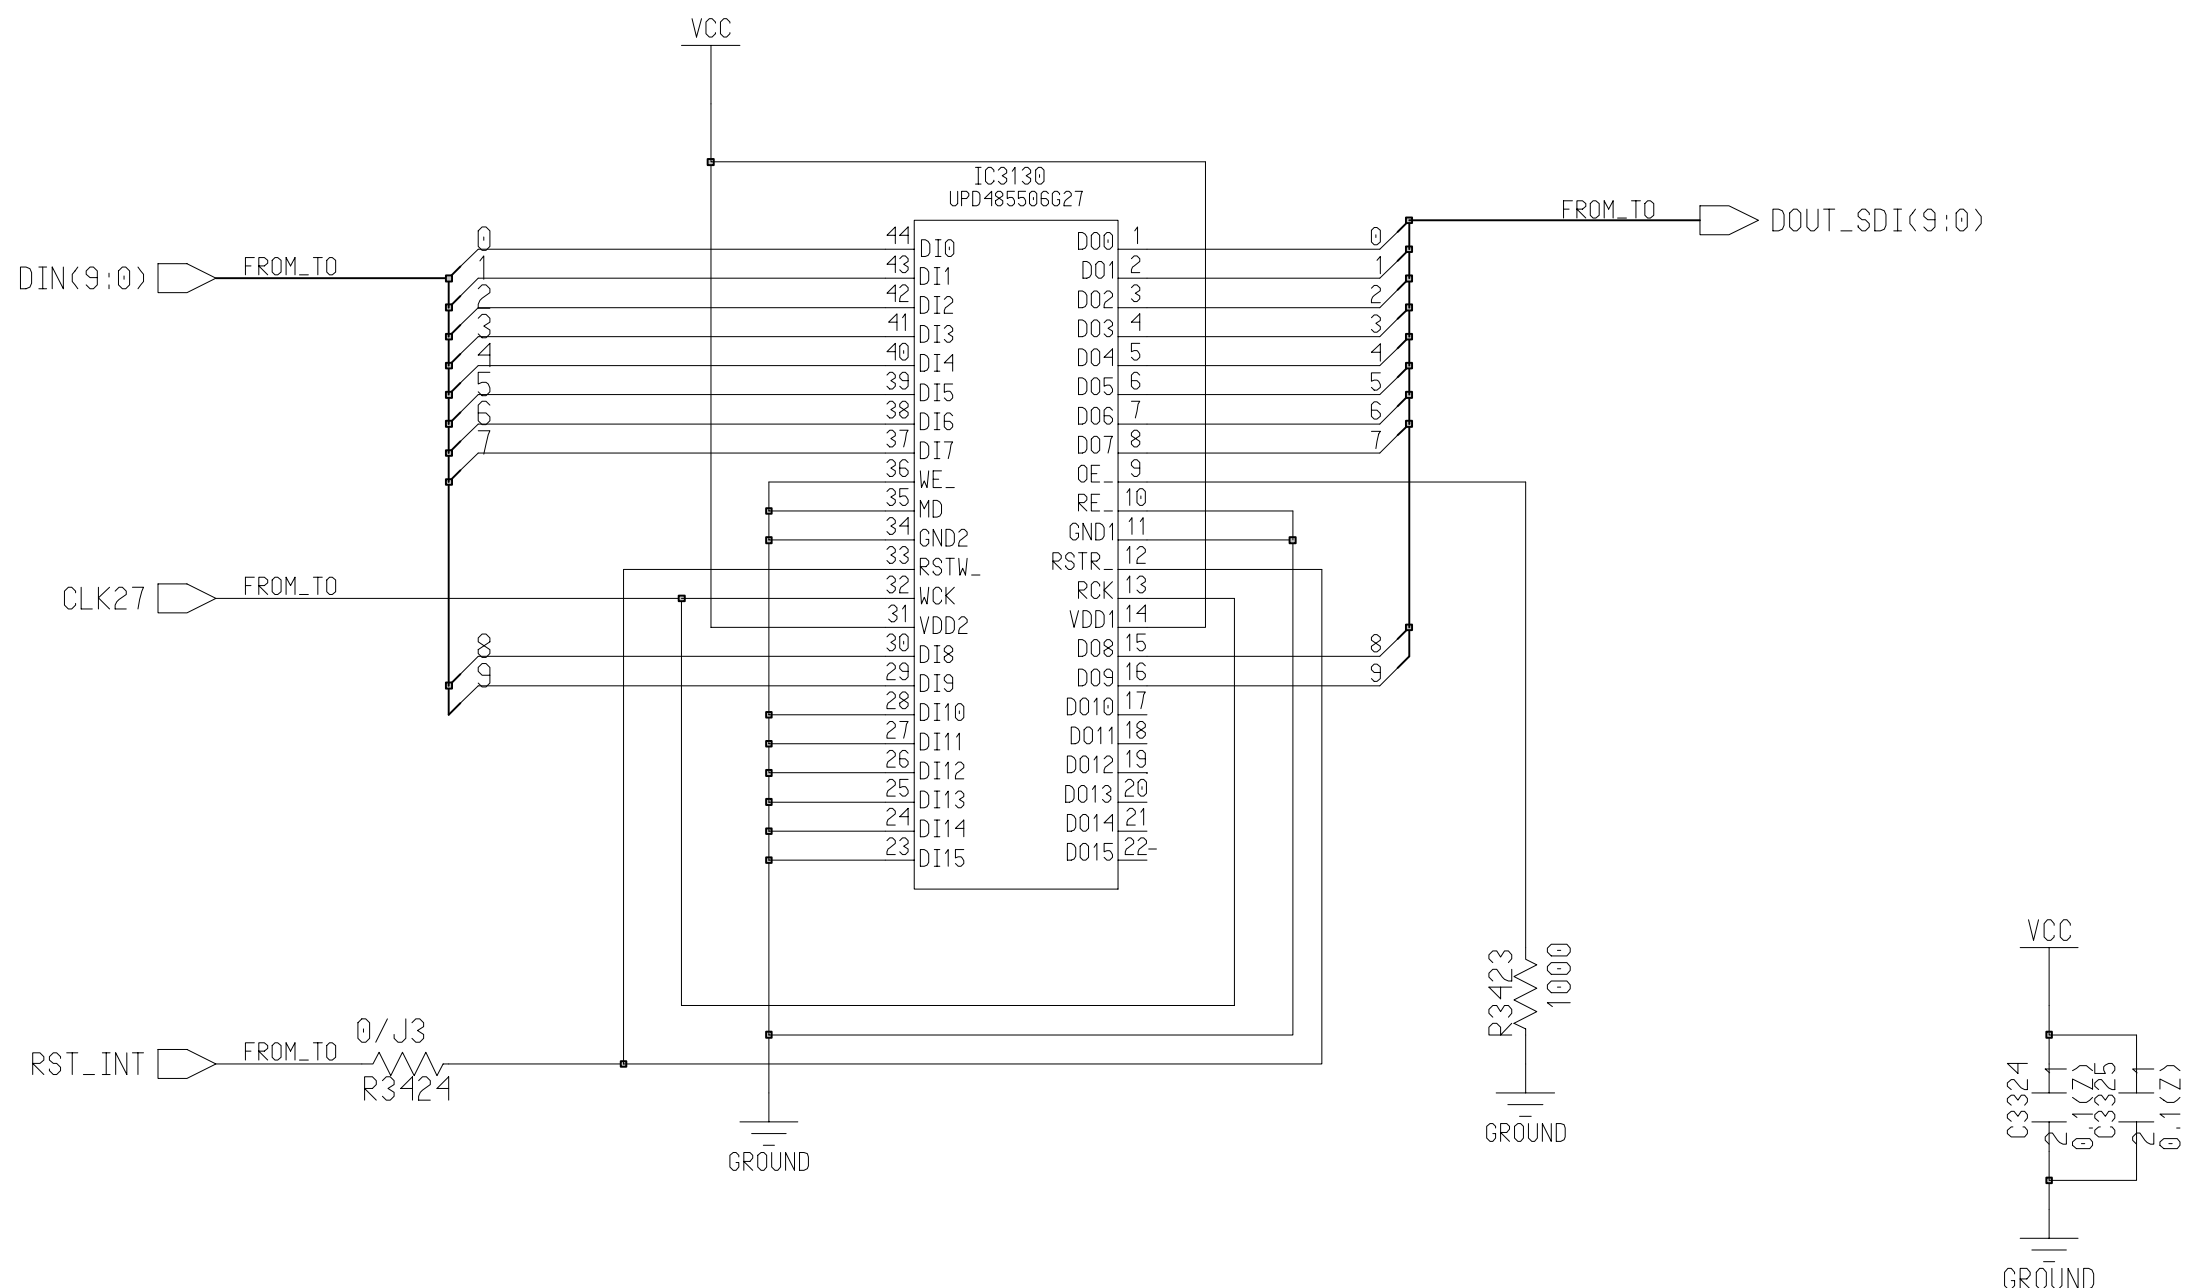 VCC
IC3130
UPD485506G27
DIN(9:0) FROM_TO
FROM_TO DOUT_SDI(9:0)
0 44 DI0 DO0 1 0
1 43 DI1 DO1 2 1
2 42 DI2 DO2 3 2
3 41 DI3 DO3 4 3
4 40 DI4 DO4 5 4
5 39 DI5 DO5 6 5
6 38 DI6 DO6 7 6
7 37 DI7 DO7 8 7
36 WE_ OE_ 9
35 MD RE_ 10
34 GND2 GND1 11
33 RSTW_ RSTR_ 12
CLK27 FROM_TO 32 WCK RCK 13
31 VDD2 VDD1 14
8 30 DI8 DO8 15 8
9 29 DI9 DO9 16 9
28 DI10 DO10 17
27 DI11 DO11 18
26 DI12 DO12 19
25 DI13 DO13 20
24 DI14 DO14 21
23 DI15 DO15 22
RST_INT FROM_TO
0/J3
R3424
GROUND
R3423
1000
GROUND
VCC
C3324
1
2
0.1(Z)
C3325
1
2
0.1(Z)
GROUND